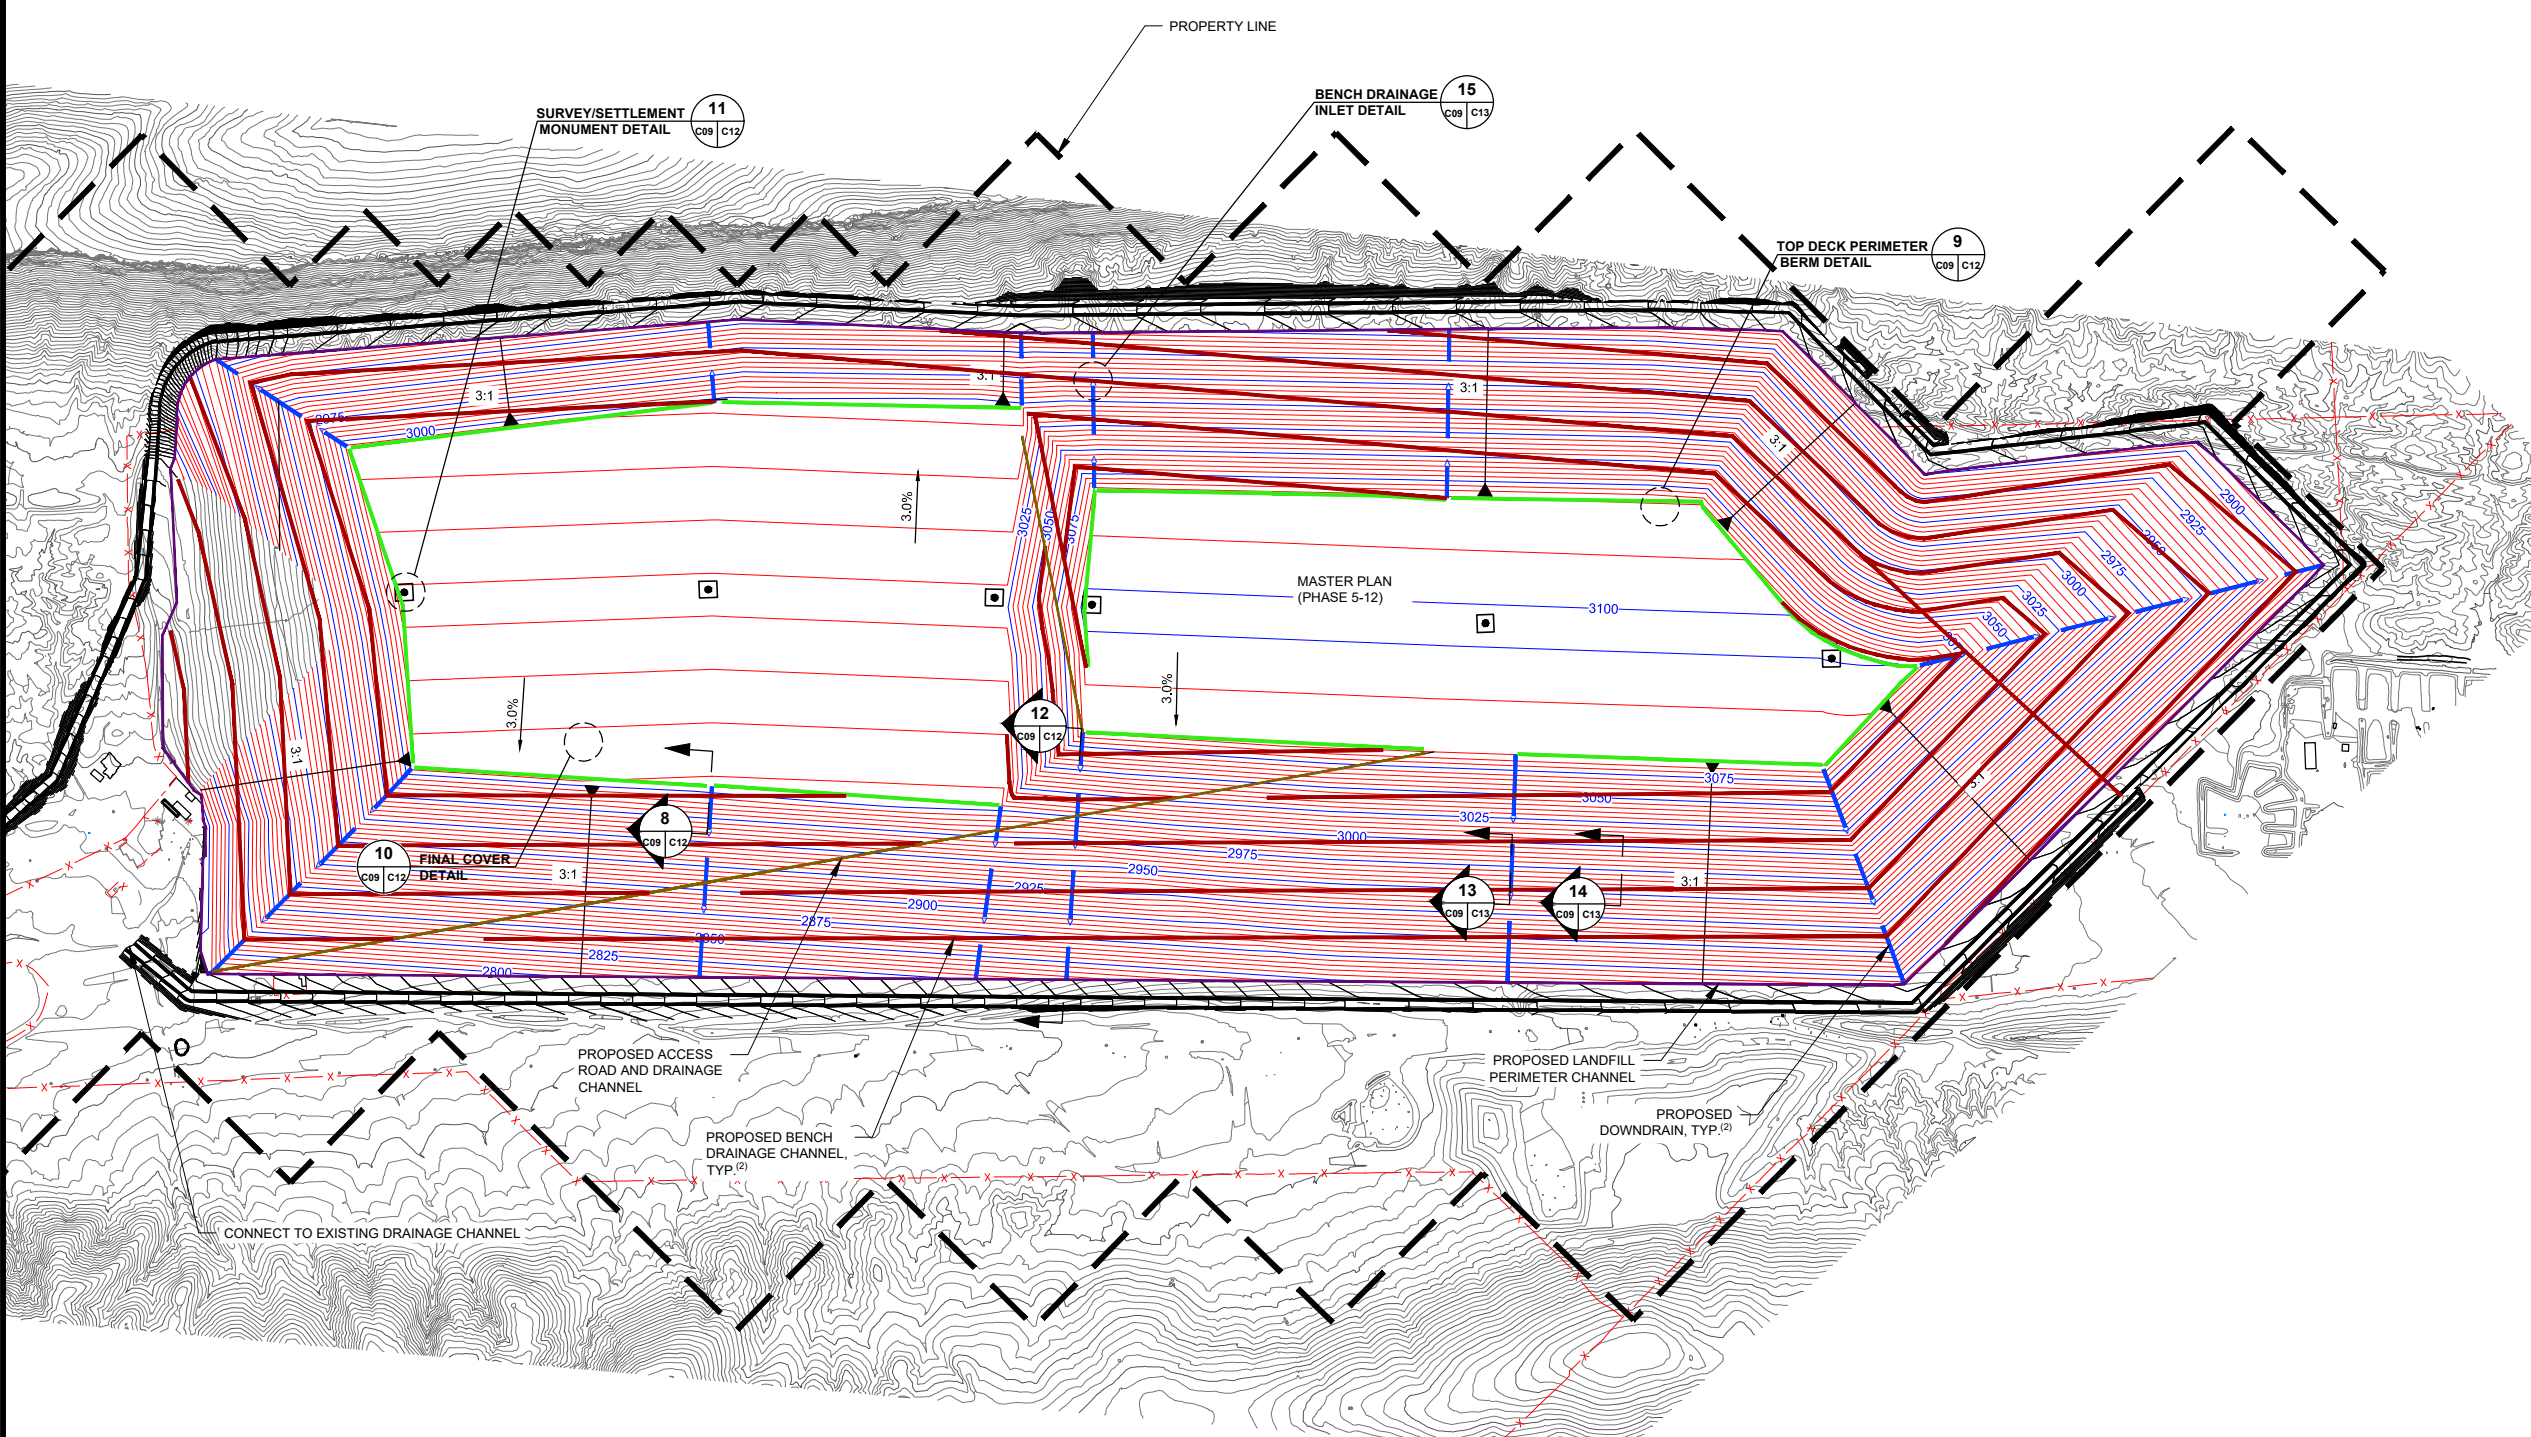 PROPERTY LINE
SURVEY/SETTLEMENT
MONUMENT DETAIL
11
C09 C12
BENCH DRAINAGE
INLET DETAIL
15
C09 C13
TOP DECK PERIMETER
BERM DETAIL
9
C09 C12
3:1
3:1
3:1
3:1
2975
3000
3.0%
3025
3050
3075
MASTER PLAN
(PHASE 5-12)
3100
2900
2925
2950
2975
3000
3025
3050
3.0%
3.0%
12
C09 C12
3:1
8
C09 C12
10
C09 C12
FINAL COVER
DETAIL
3:1
3075
3050
3025
3000
2975
2950
2925
2900
2875
2850
2825
2800
13
C09 C13
14
C09 C13
3:1
PROPOSED ACCESS
ROAD AND DRAINAGE
CHANNEL
PROPOSED BENCH
DRAINAGE CHANNEL,
TYP.(2)
PROPOSED LANDFILL
PERIMETER CHANNEL
PROPOSED
DOWNDRAIN, TYP.(2)
CONNECT TO EXISTING DRAINAGE CHANNEL